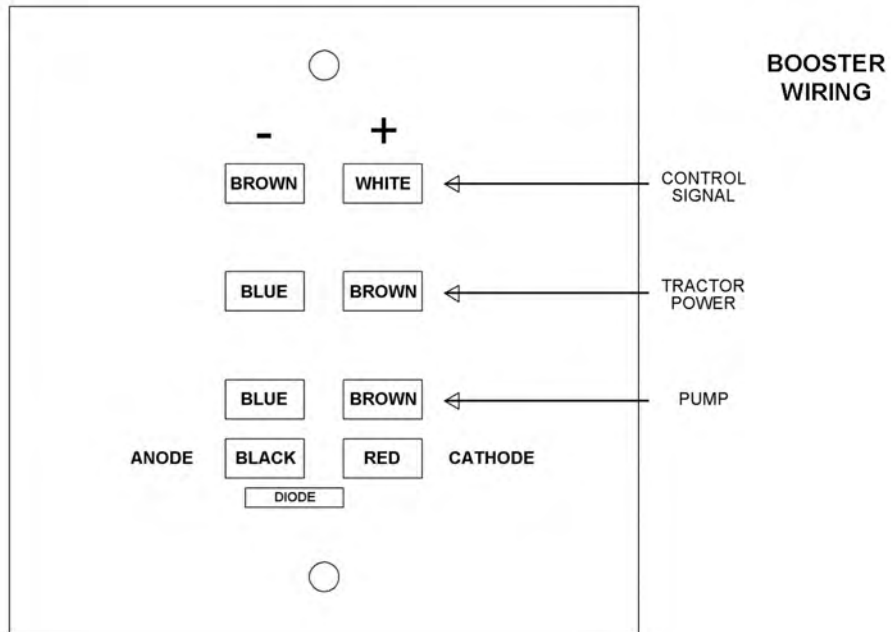 BOOSTER
WIRING
- +
BROWN WHITE
CONTROL
SIGNAL
BLUE BROWN
TRACTOR
POWER
BLUE BROWN
PUMP
ANODE BLACK RED CATHODE
DIODE